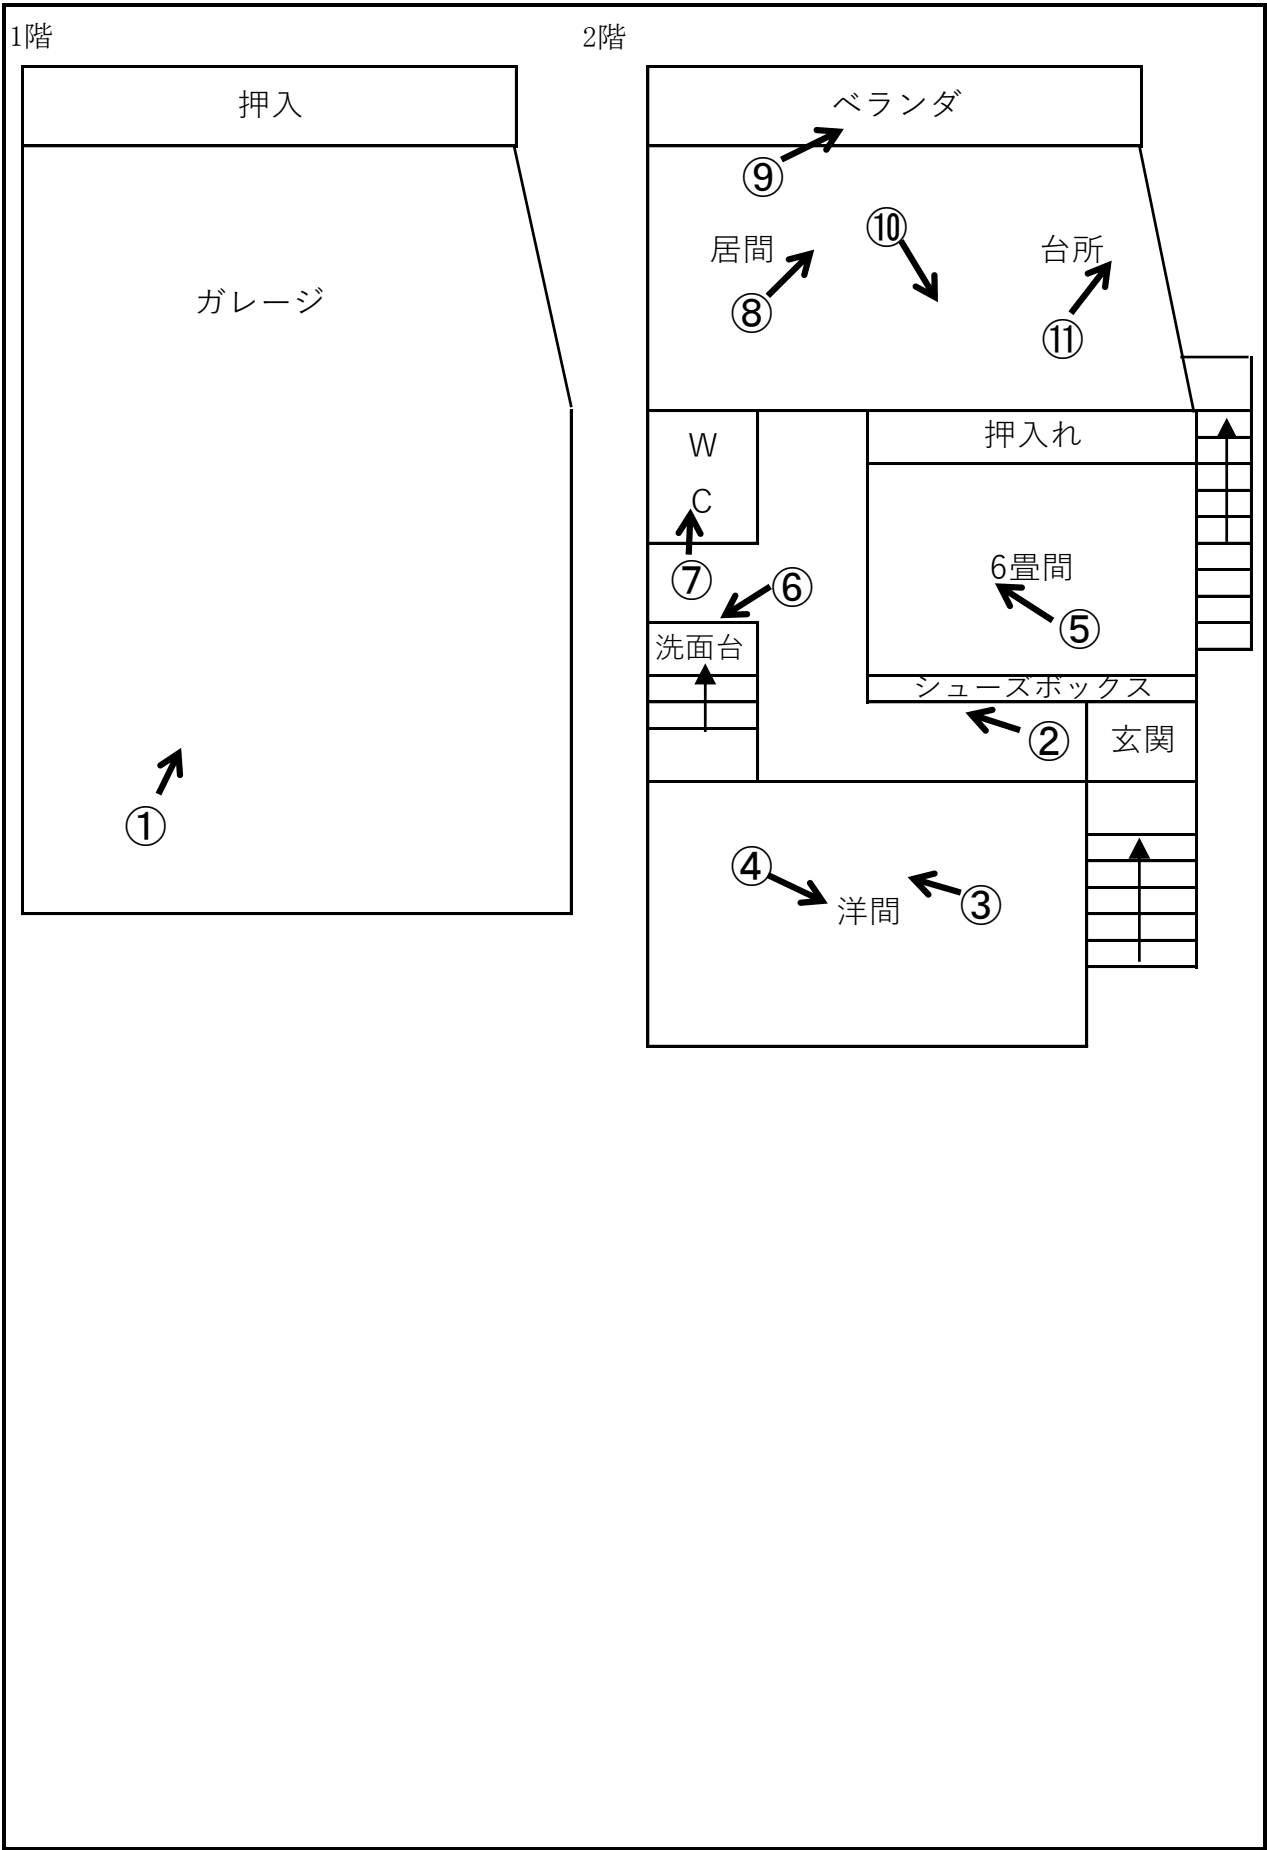 1階
押入
ガレージ
①
2階
ベランダ
⑨
⑩
居間
台所
⑧
⑪
W
C
押入れ
6畳間
⑦
⑥
⑤
洗面台
シューズボックス
②
玄関
④
③
洋間